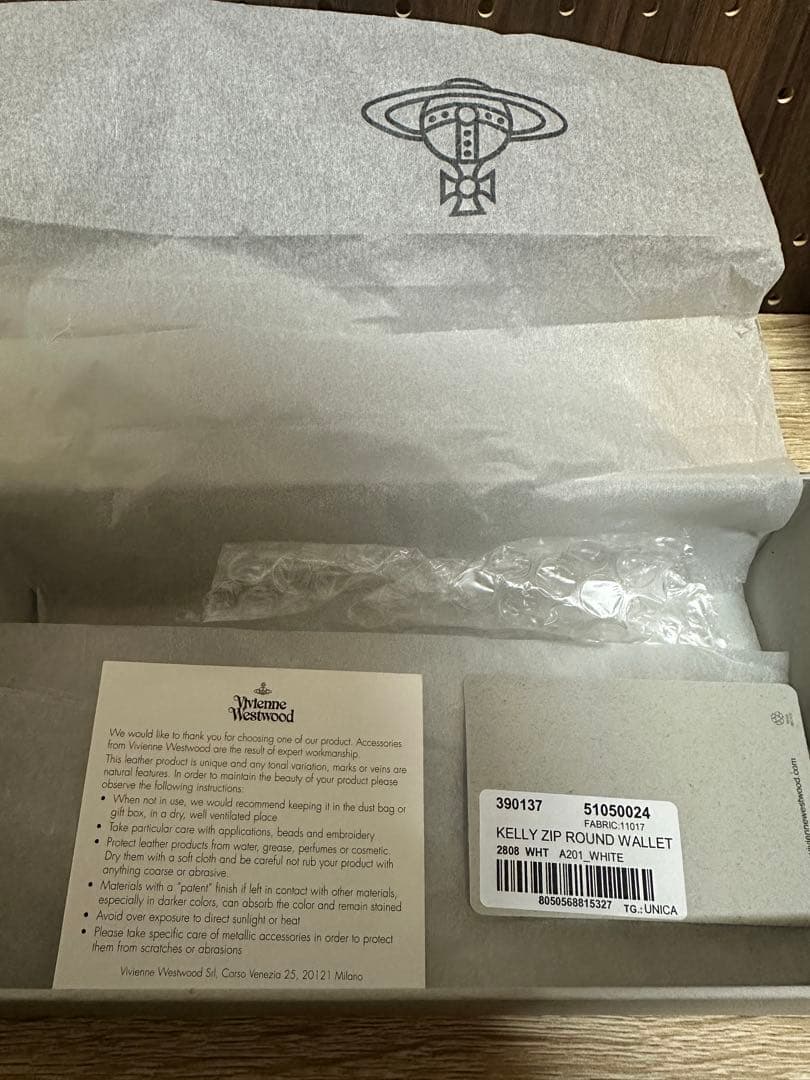 Vivienne
Westwood
We would like to thank you for choosing one of our product. Accessories
from Vivienne Westwood are the result of expert workmanship.
This leather product is unique and any tonal variation, marks or veins are
natural features. In order to maintain the beauty of your product please
observe the following instructions:
• When not in use, we would recommend keeping it in the dust bag or
gift box, in a dry, well ventilated place
• Take particular care with applications, beads and embroidery
• Protect leather products from water, grease, perfumes or cosmetic.
Dry them with a soft cloth and be careful not rub your product with
anything coarse or abrasive.
• Materials with a "patent" finish if left in contact with other materials,
especially in darker colors, can absorb the color and remain stained
• Avoid over exposure to direct sunlight or heat
• Please take specific care of metallic accessories in order to protect
them from scratches or abrasions
Vivienne Westwood Srl, Corso Venezia 25, 20121 Milano
390137 51050024
FABRIC:11017
KELLY ZIP ROUND WALLET
2808 WHT A201_WHITE
8050568815327 TG.:UNICA
viviennewestwood.com